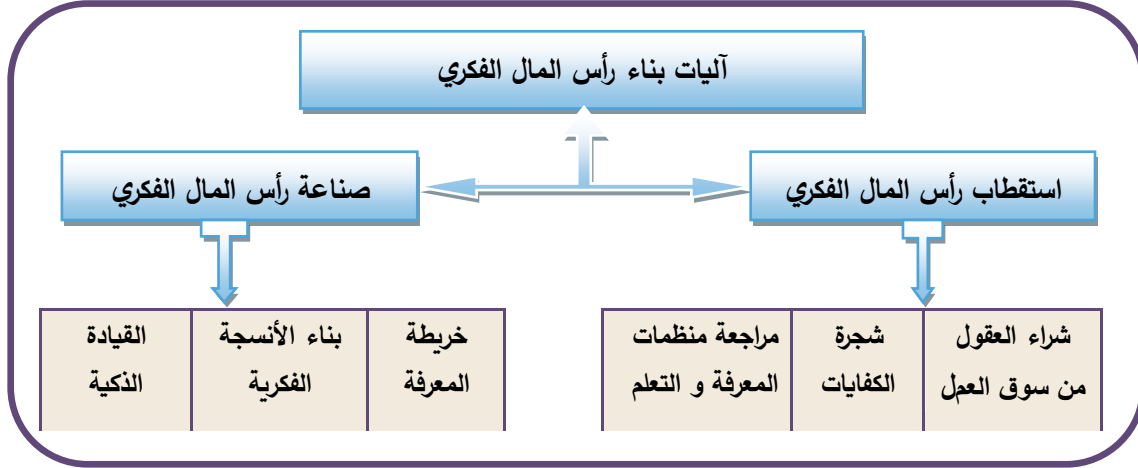 آليات بناء رأس المال الفكري
استقطاب رأس المال الفكري
صناعة رأس المال الفكري
شراء العقول
من سوق العمل
شجرة
الكفايات
مراجعة منظمات
المعرفة و التعلم
خريطة
المعرفة
بناء الأنسجة
الفكرية
القيادة
الذكية